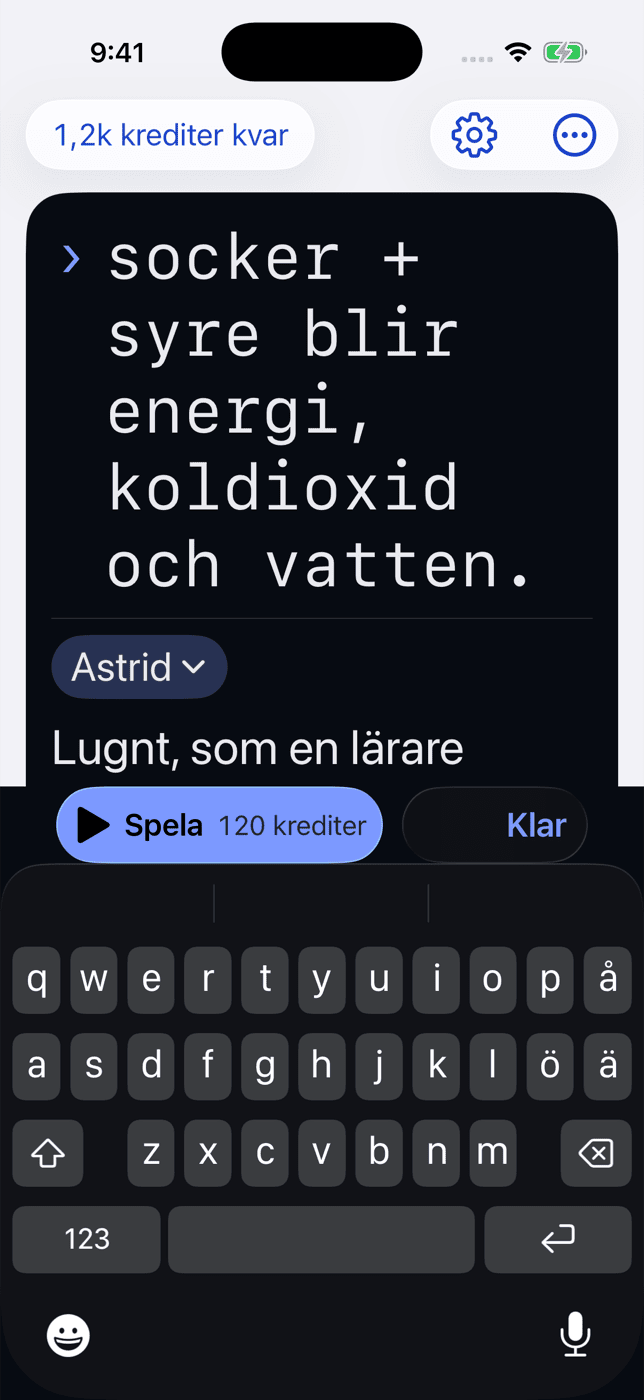 9:41
1,2k krediter kvar
› socker +
syre blir
energi,
koldioxid
och vatten.
Astrid
Lugnt, som en lärare
Spela 120 krediter
Klar
q w e r t y u i o p å
a s d f g h j k l ö ä
z x c v b n m
123